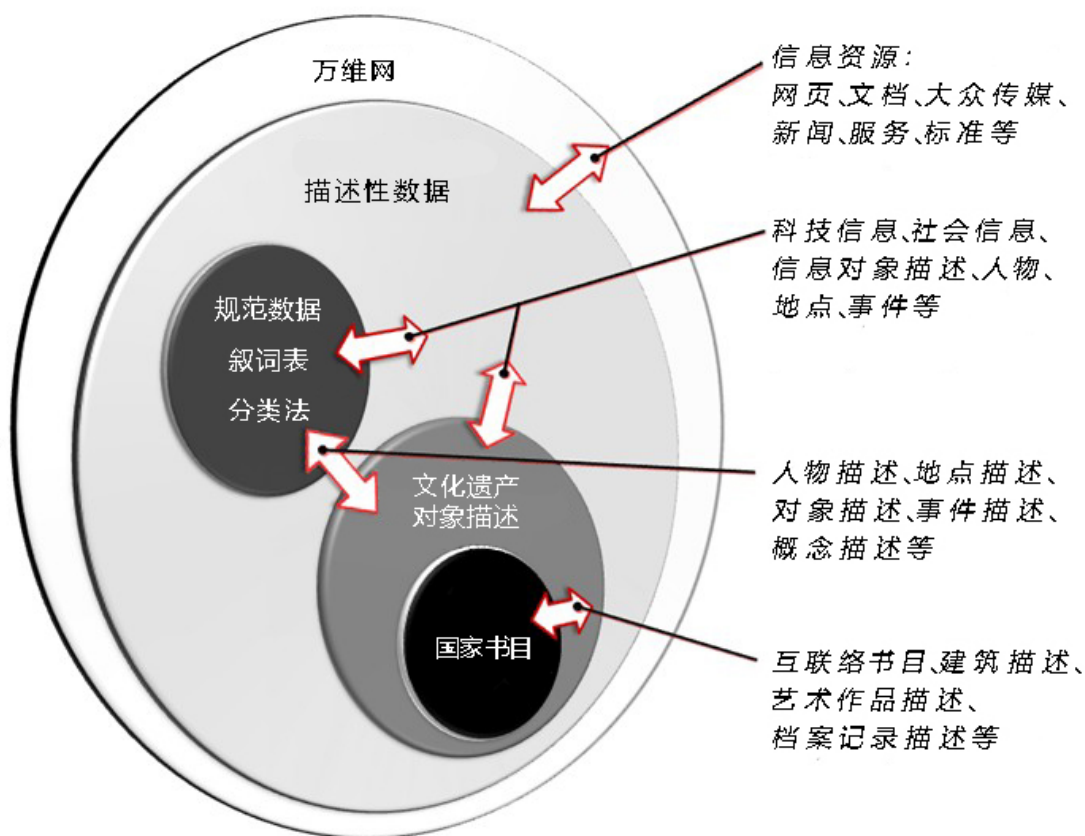 万维网
描述性数据
规范数据
叙词表
分类法
文化遗产
对象描述
国家书目
信息资源：
网页、文档、大众传媒、
新闻、服务、标准等
科技信息、社会信息、
信息对象描述、人物、
地点、事件等
人物描述、地点描述、
对象描述、事件描述、
概念描述等
互联络书目、建筑描述、
艺术作品描述、
档案记录描述等